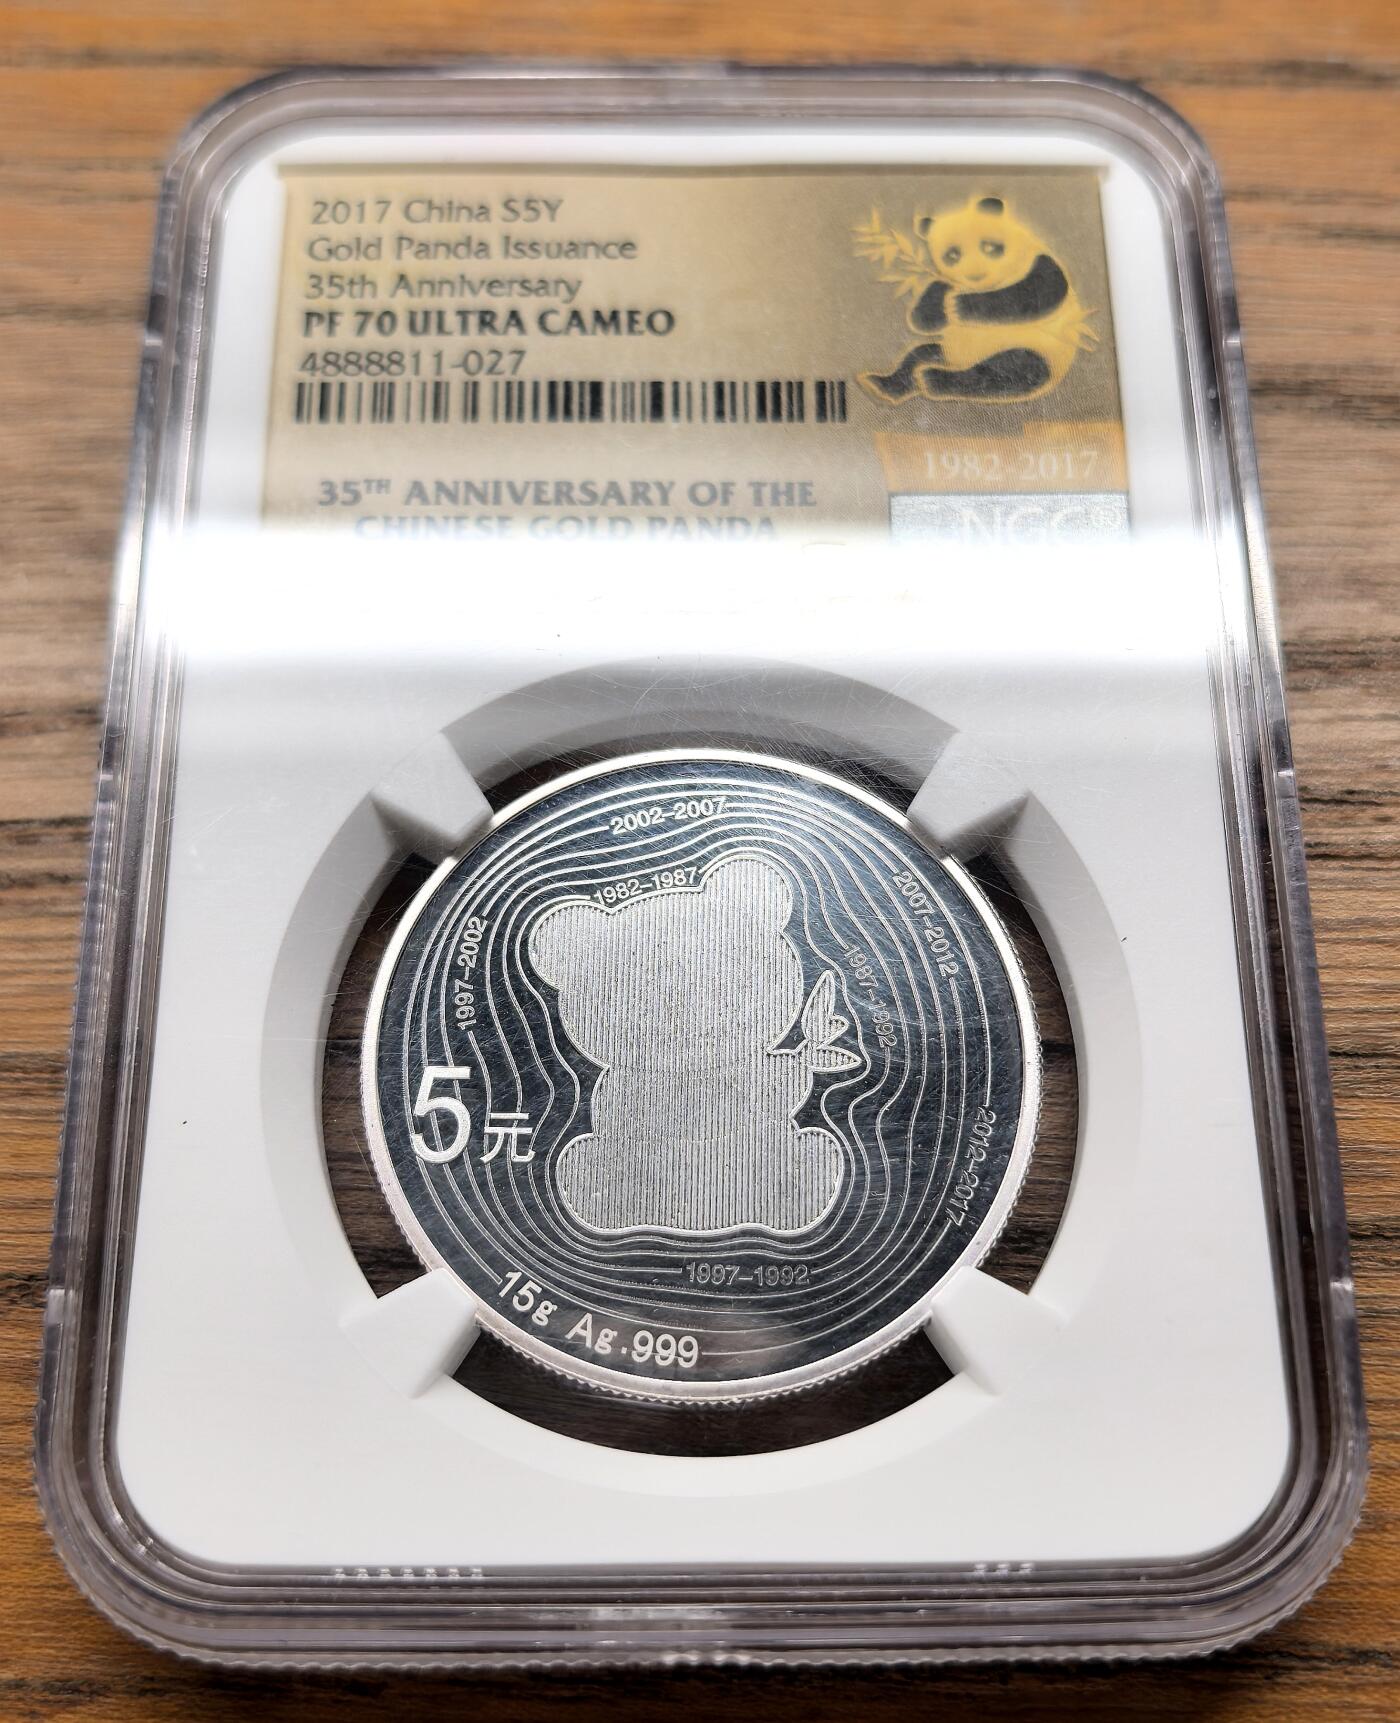 2017 China S5Y
Gold Panda Issuance
35th Anniversary
PF 70 ULTRA CAMEO
4888811-027
1982-2017
35TH ANNIVERSARY OF THE
CHINESE GOLD PANDA
NGC®
2002-2007
1982-1987
2007-2012
1997-2002
1987-1992
5元
2012-2017
1997-1992
15g Ag.999